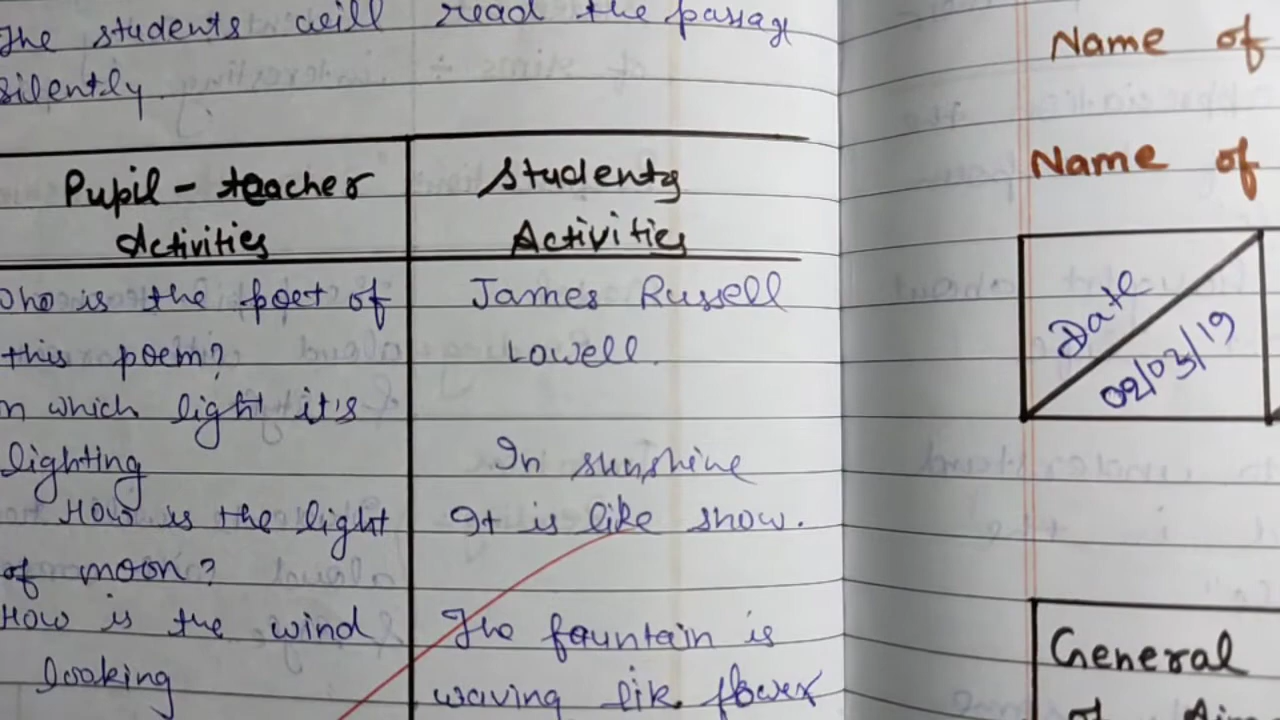 The students will read the passag
silently.
Pupil - teacher
Activities
Students
Activities
Who is the poet of
this poem?
James Russell
Lowell.
n which light it's
lighting
In sunshine
How is the light
of moon?
It is like snow.
How is the wind
looking
The fountain is
waving like flower
Name of
Name of
Date
02/03/19
General
of Aim